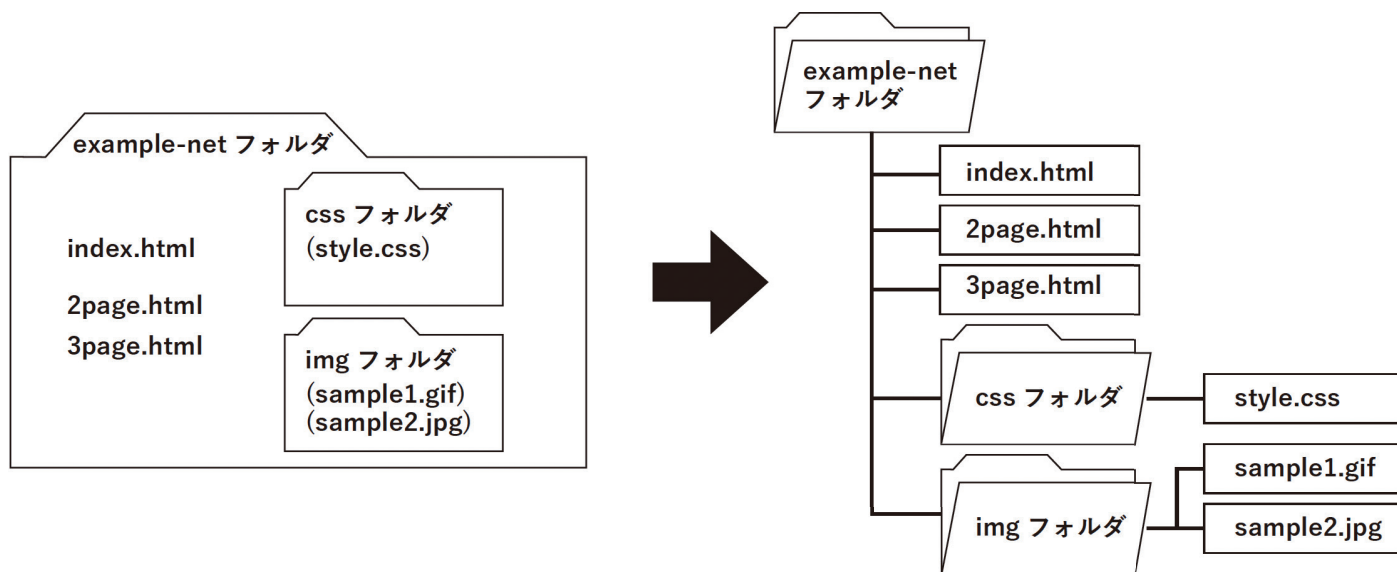 example-net フォルダ
index.html
2page.html
3page.html
css フォルダ
(style.css)
img フォルダ
(sample1.gif)
(sample2.jpg)
example-net
フォルダ
index.html
2page.html
3page.html
css フォルダ
style.css
img フォルダ
sample1.gif
sample2.jpg